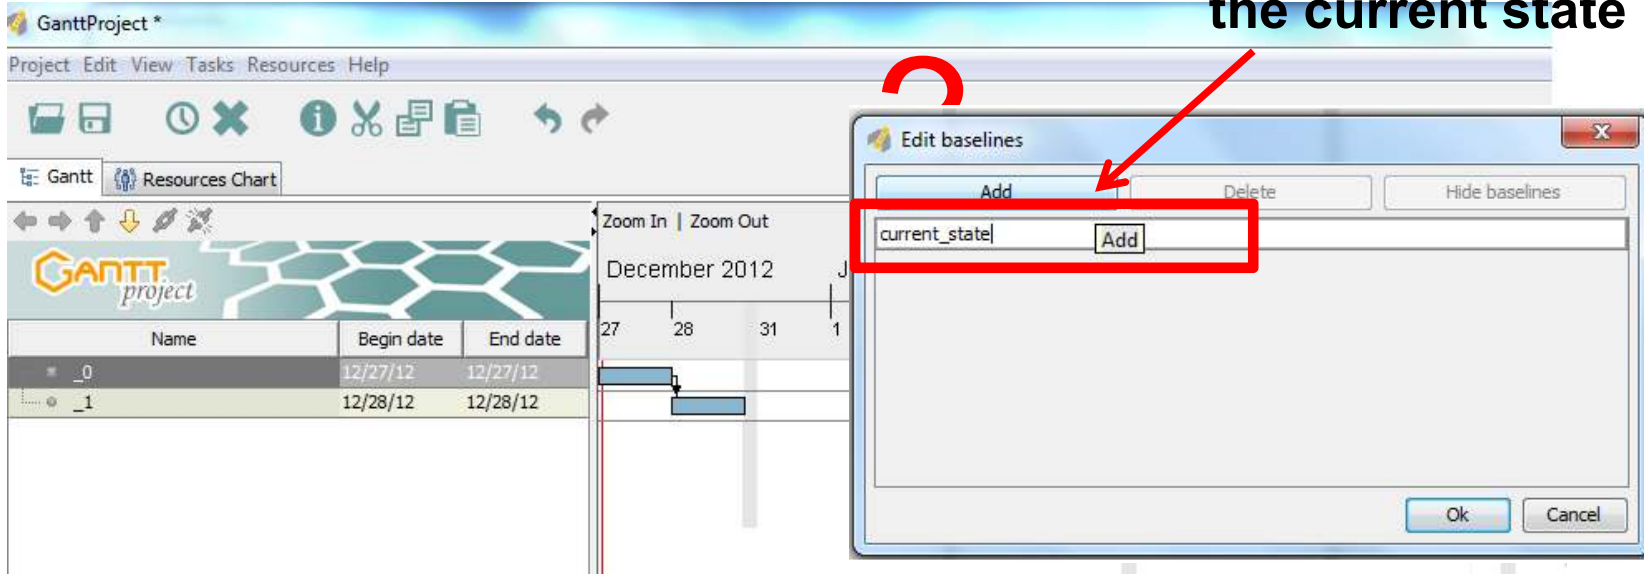 the current state
GanttProject *
Project Edit View Tasks Resources Help
Edit baselines
Gantt Resources Chart
Add Delete Hide baselines
Zoom In | Zoom Out
current_state
Add
GANTT project
December 2012 J
Name Begin date End date
27 28 31 1
_0 12/27/12 12/27/12
_1 12/28/12 12/28/12
Ok Cancel